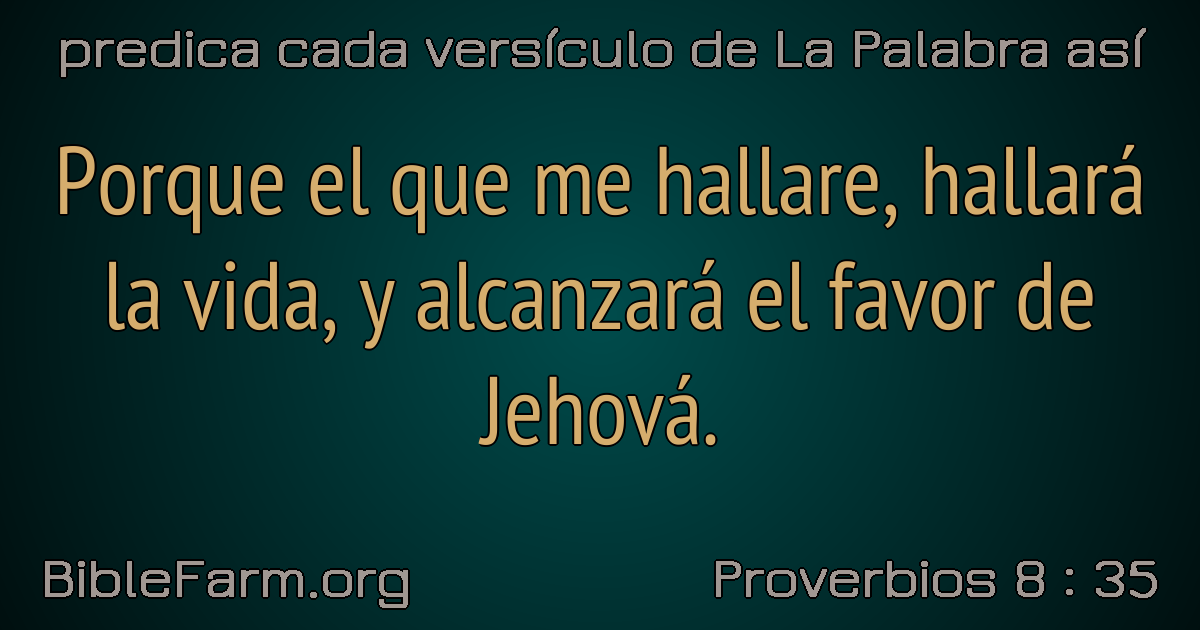 predica cada versículo de La Palabra así
Porque el que me hallare, hallará
la vida, y alcanzará el favor de
Jehová.
BibleFarm.org
Proverbios 8 : 35